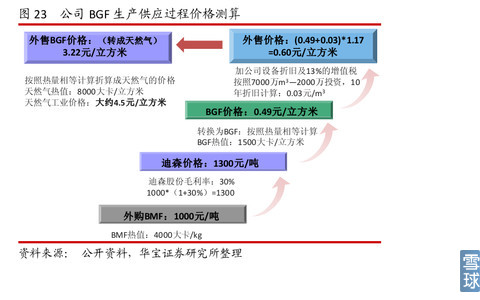 图 23 公司 BGF 生产供应过程价格测算
外售BGF价格：（转成天然气）
3.22元/立方米
外售价格：(0.49+0.03)*1.17
=0.60元/立方米
按照热量相等计算折算成天然气的价格
天然气热值：8000大卡/立方米
天然气工业价格：大约4.5元/立方米
加公司设备折旧及13%的增值税
按照7000万m³—2000万投资，10
年折旧计算：0.03元/m³
BGF价格：0.49元/立方米
转换为BGF：按照热量相等计算
BGF热值：1500大卡/立方米
迪森价格：1300元/吨
迪森股份毛利率：30%
1000*（1+30%）=1300
外购BMF：1000元/吨
BMF热值：4000大卡/kg
资料来源： 公开资料，华宝证券研究所整理
雪球